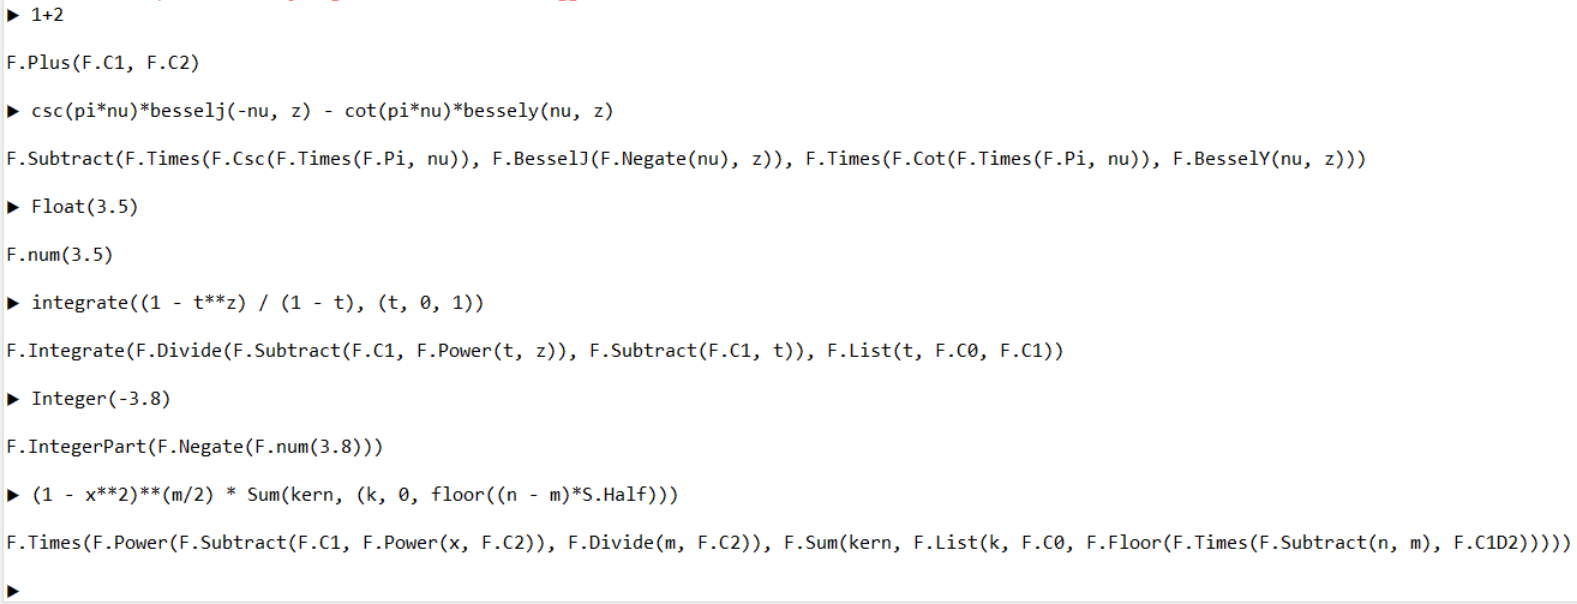 ▶ 1+2
F.Plus(F.C1, F.C2)
▶ csc(pi*nu)*besselj(-nu, z) - cot(pi*nu)*bessely(nu, z)
F.Subtract(F.Times(F.Csc(F.Times(F.Pi, nu)), F.BesselJ(F.Negate(nu), z)), F.Times(F.Cot(F.Times(F.Pi, nu)), F.BesselY(nu, z)))
▶ Float(3.5)
F.num(3.5)
▶ integrate((1 - t**z) / (1 - t), (t, 0, 1))
F.Integrate(F.Divide(F.Subtract(F.C1, F.Power(t, z)), F.Subtract(F.C1, t)), F.List(t, F.C0, F.C1))
▶ Integer(-3.8)
F.IntegerPart(F.Negate(F.num(3.8)))
▶ (1 - x**2)**(m/2) * Sum(kern, (k, 0, floor((n - m)*S.Half)))
F.Times(F.Power(F.Subtract(F.C1, F.Power(x, F.C2)), F.Divide(m, F.C2)), F.Sum(kern, F.List(k, F.C0, F.Floor(F.Times(F.Subtract(n, m), F.C1D2)))))
▶